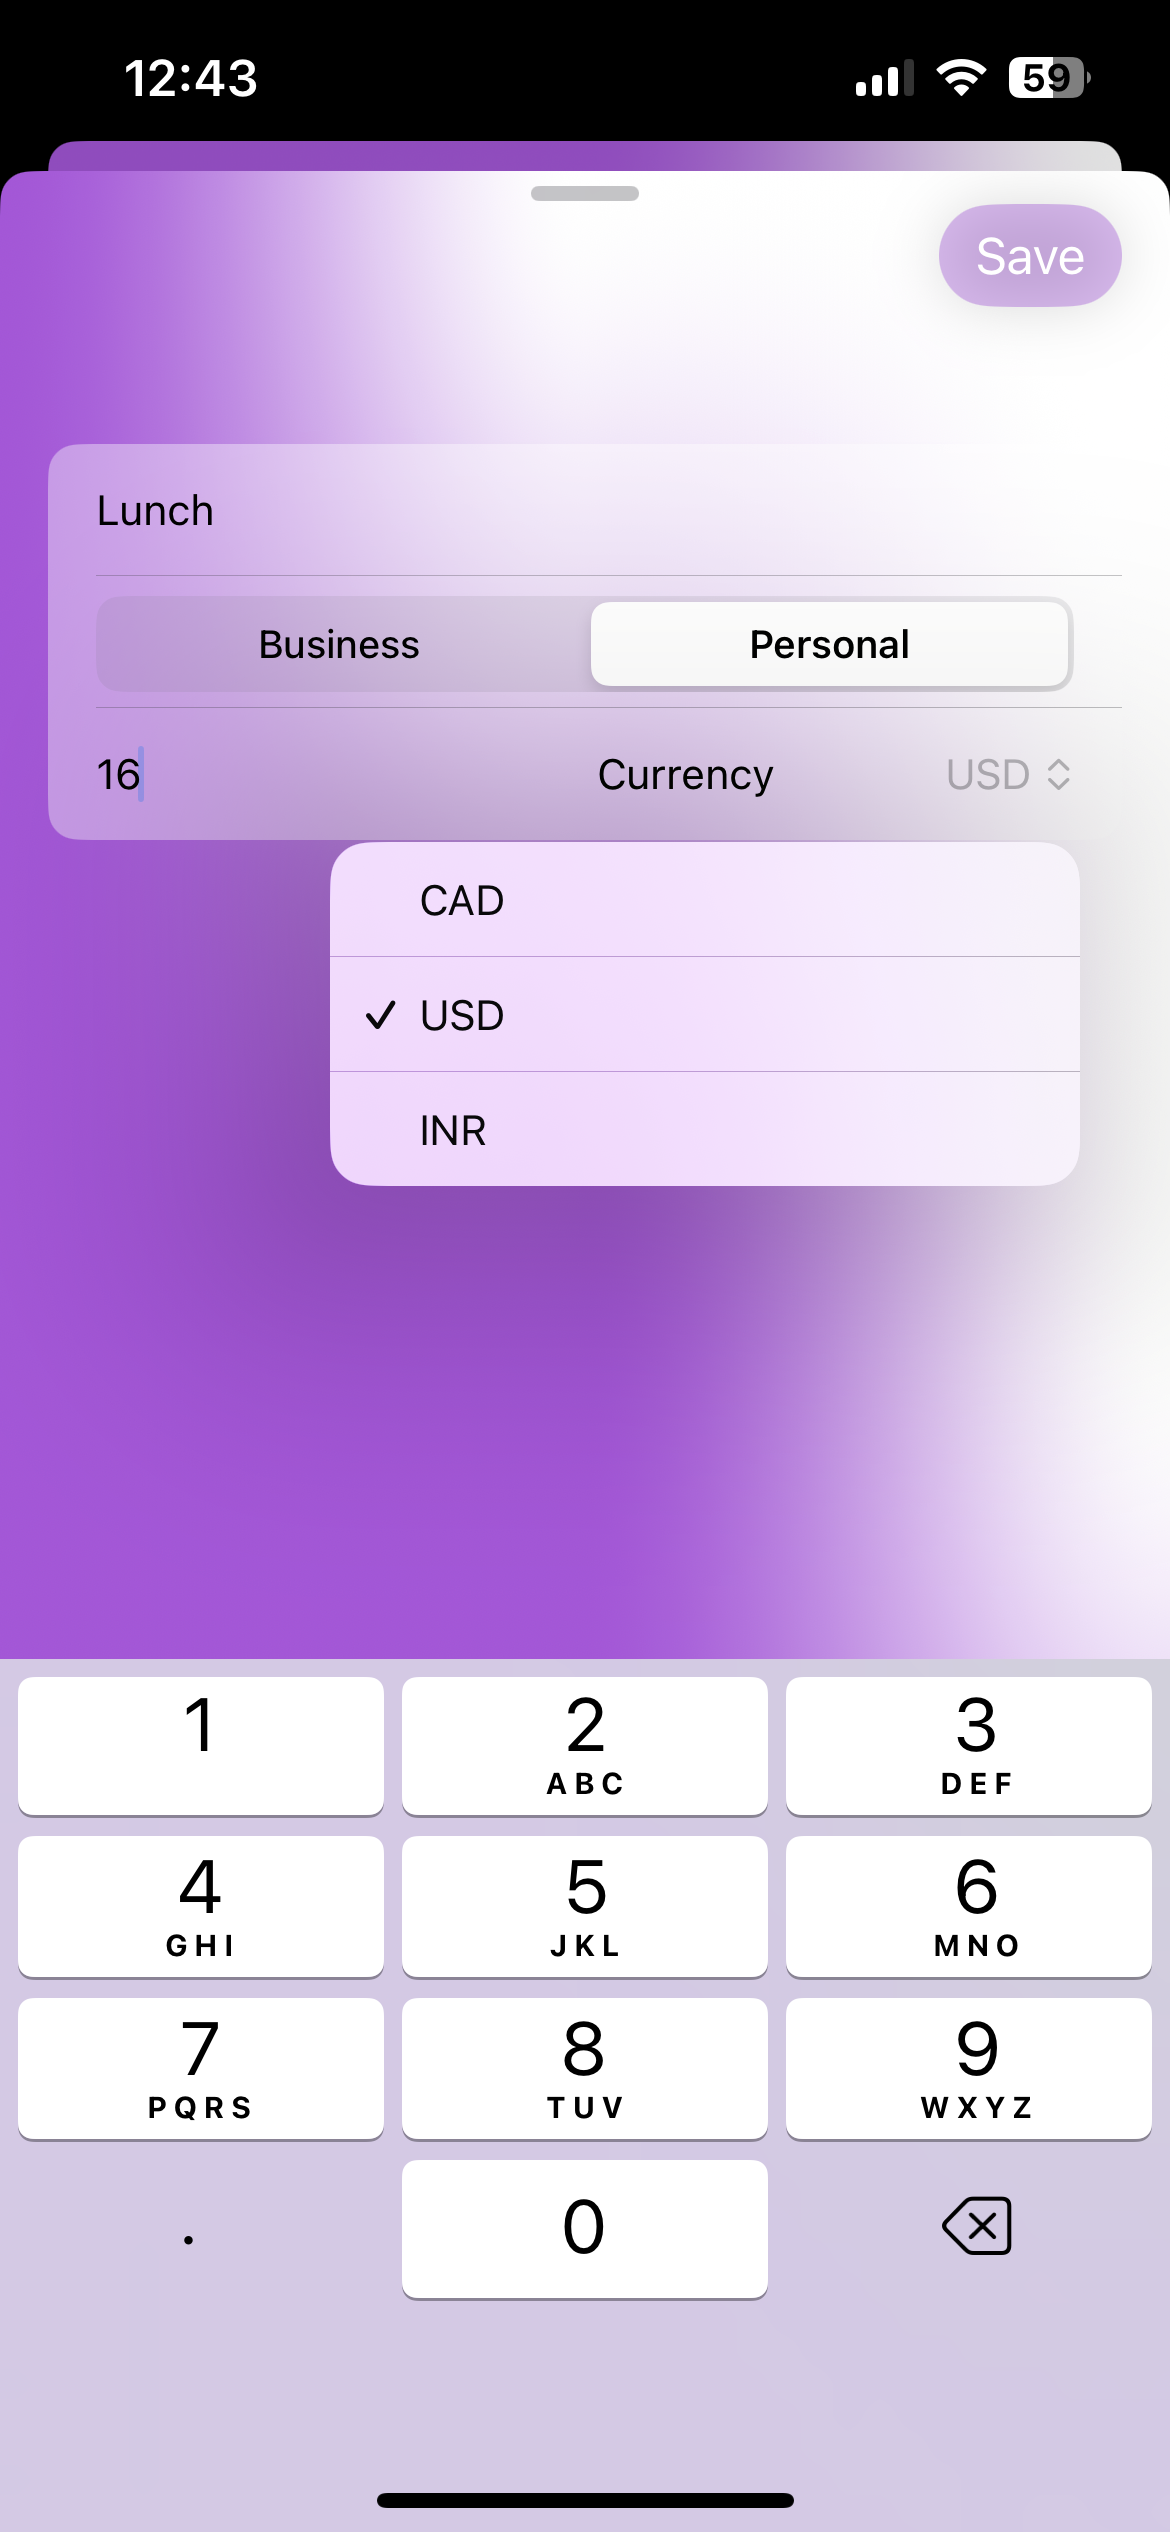 12:43
59
Save
Lunch
Business Personal
16 Currency USD
CAD
USD
INR
1 2 3
ABC DEF
4 5 6
GHI JKL MNO
7 8 9
PQRS TUV WXYZ
. 0